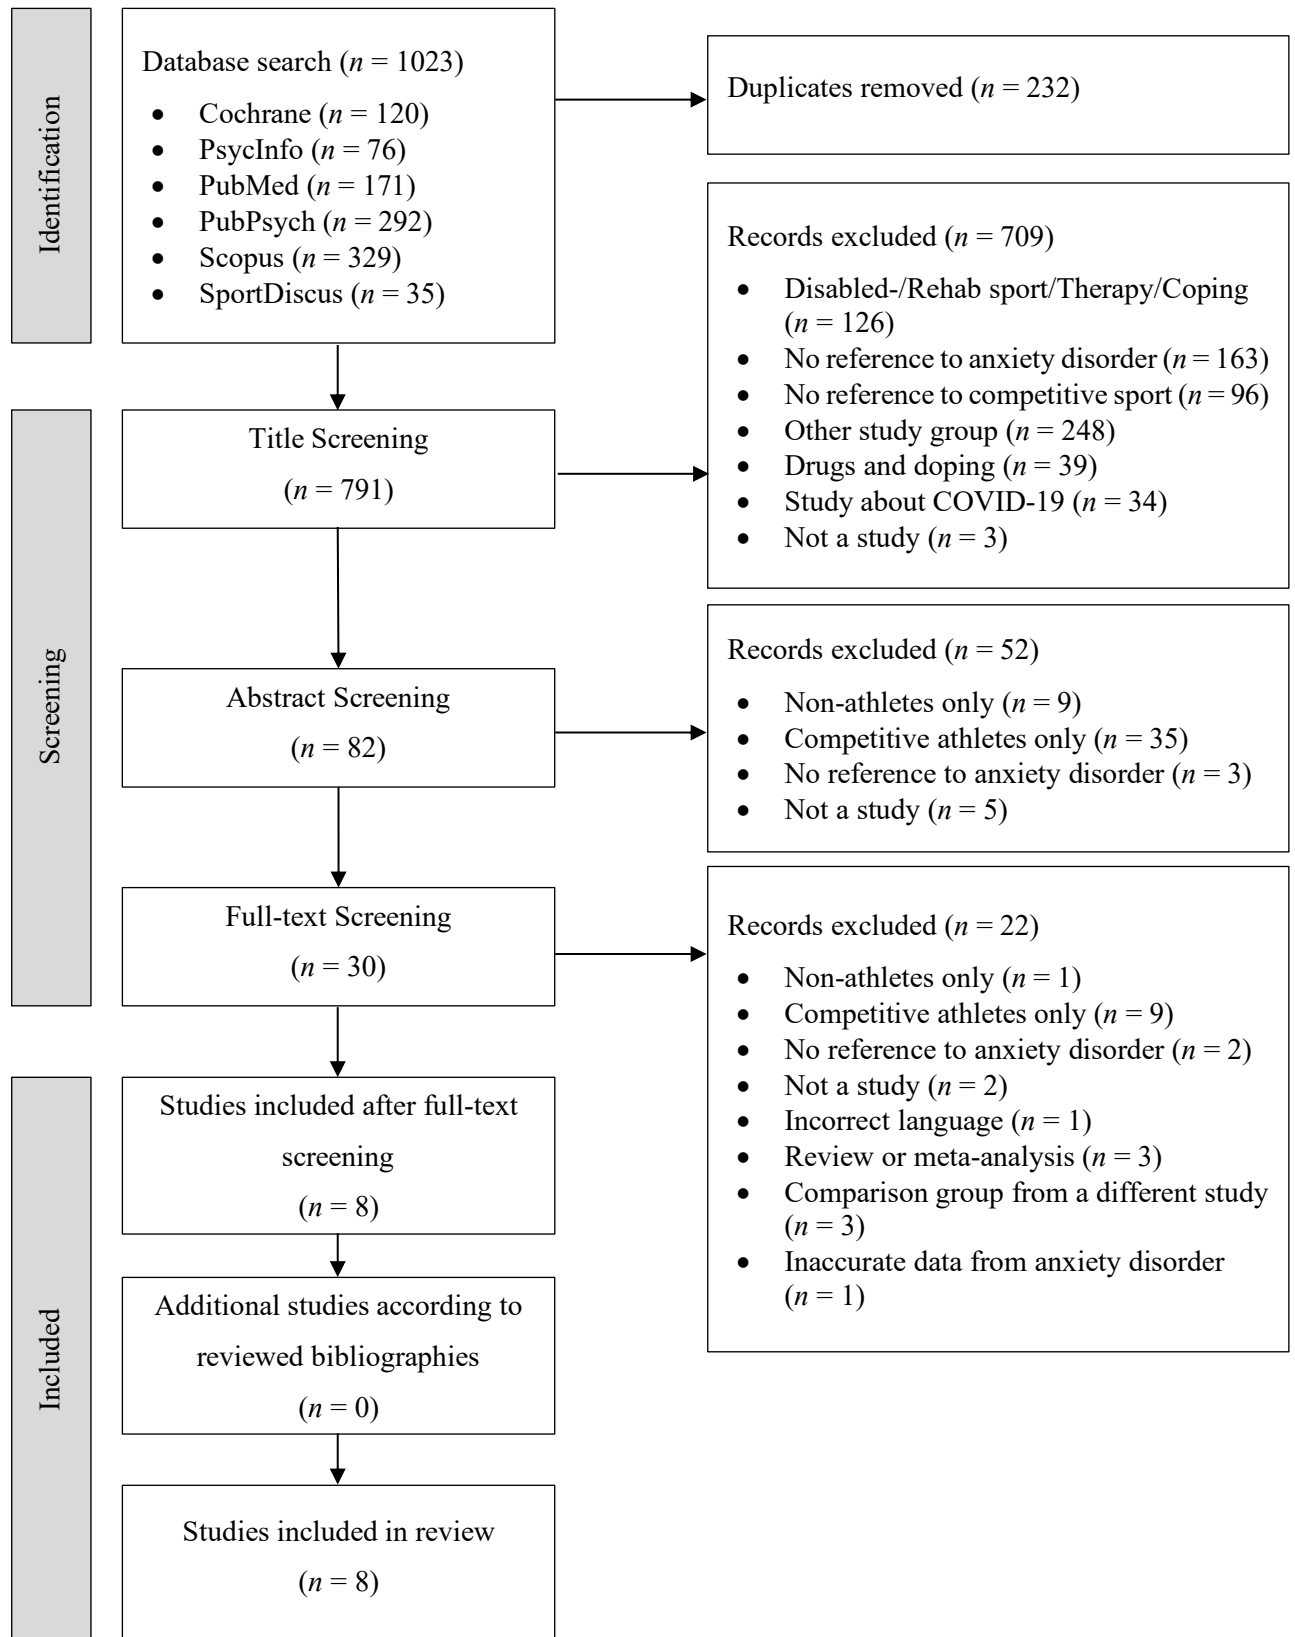 Identification
Database search (n = 1023)
• Cochrane (n = 120)
• PsycInfo (n = 76)
• PubMed (n = 171)
• PubPsych (n = 292)
• Scopus (n = 329)
• SportDiscus (n = 35)
Duplicates removed (n = 232)
Screening
Title Screening
(n = 791)
Records excluded (n = 709)
• Disabled-/Rehab sport/Therapy/Coping
(n = 126)
• No reference to anxiety disorder (n = 163)
• No reference to competitive sport (n = 96)
• Other study group (n = 248)
• Drugs and doping (n = 39)
• Study about COVID-19 (n = 34)
• Not a study (n = 3)
Abstract Screening
(n = 82)
Records excluded (n = 52)
• Non-athletes only (n = 9)
• Competitive athletes only (n = 35)
• No reference to anxiety disorder (n = 3)
• Not a study (n = 5)
Full-text Screening
(n = 30)
Records excluded (n = 22)
• Non-athletes only (n = 1)
• Competitive athletes only (n = 9)
• No reference to anxiety disorder (n = 2)
• Not a study (n = 2)
• Incorrect language (n = 1)
• Review or meta-analysis (n = 3)
• Comparison group from a different study
(n = 3)
• Inaccurate data from anxiety disorder
(n = 1)
Included
Studies included after full-text
screening
(n = 8)
Additional studies according to
reviewed bibliographies
(n = 0)
Studies included in review
(n = 8)